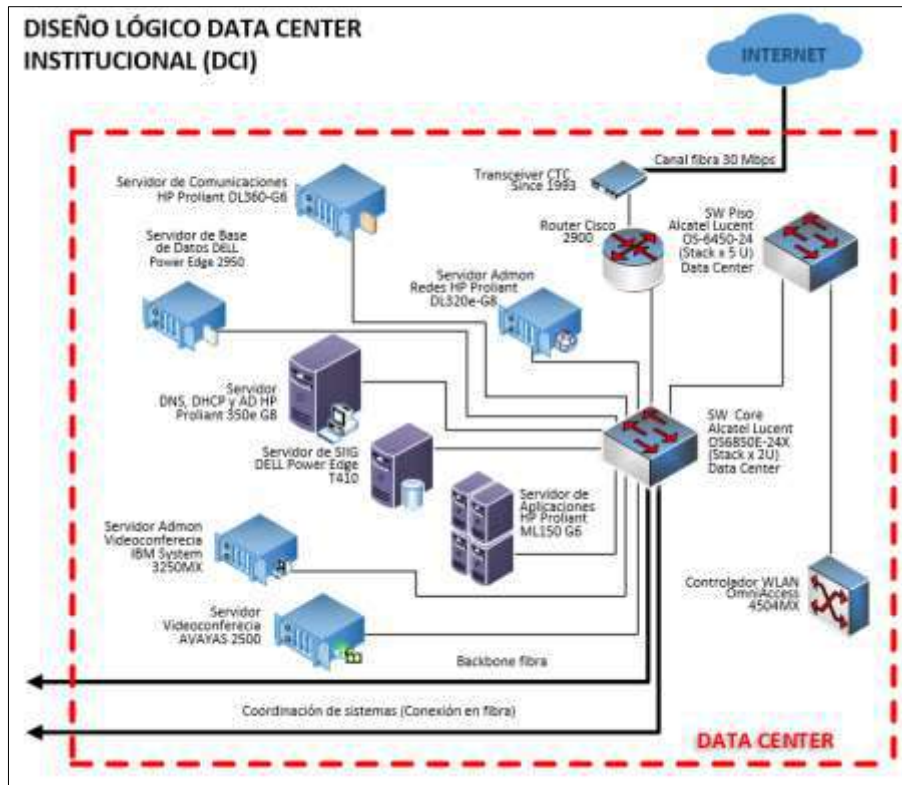 DISEÑO LÓGICO DATA CENTER
INSTITUCIONAL (DCI)
INTERNET
Canal fibra 30 Mbps
Transceiver CTC
Since 1993
Servidor de Comunicaciones
HP Proliant DL360-G6
SW Piso
Alcatel Lucent
OS-6450-24
(Stack x 5 U)
Data Center
Router Cisco
2900
Servidor de Base
de Datos DELL
Power Edge 2950
Servidor Admon
Redes HP Proliant
DL320e-G8
Servidor
DNS, DHCP y AD HP
Proliant 350e G8
SW Core
Alcatel Lucent
OS6850E-24X
(Stack x 2U)
Data Center
Servidor de SIIG
DELL Power Edge
T410
Servidor de
Aplicaciones
HP Proliant
ML150 G6
Servidor Admon
Videoconferecia
IBM System
3250MX
Controlador WLAN
OmniAccess
4504MX
Servidor
Videoconferecia
AVAYAS 2500
Backbone fibra
Coordinación de sistemas (Conexión en fibra)
DATA CENTER